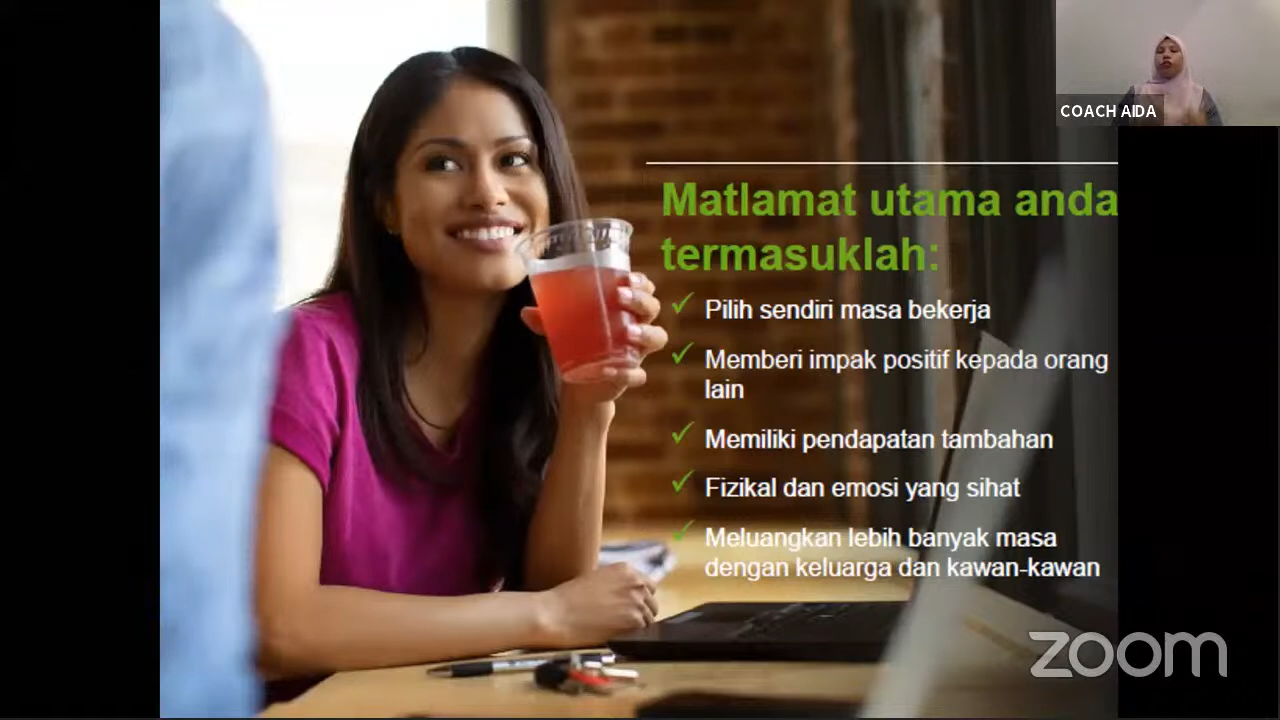 COACH AIDA
Matlamat utama anda
termasuklah:
Pilih sendiri masa bekerja
Memberi impak positif kepada orang
lain
Memiliki pendapatan tambahan
Fizikal dan emosi yang sihat
Meluangkan lebih banyak masa
dengan keluarga dan kawan-kawan
zoom